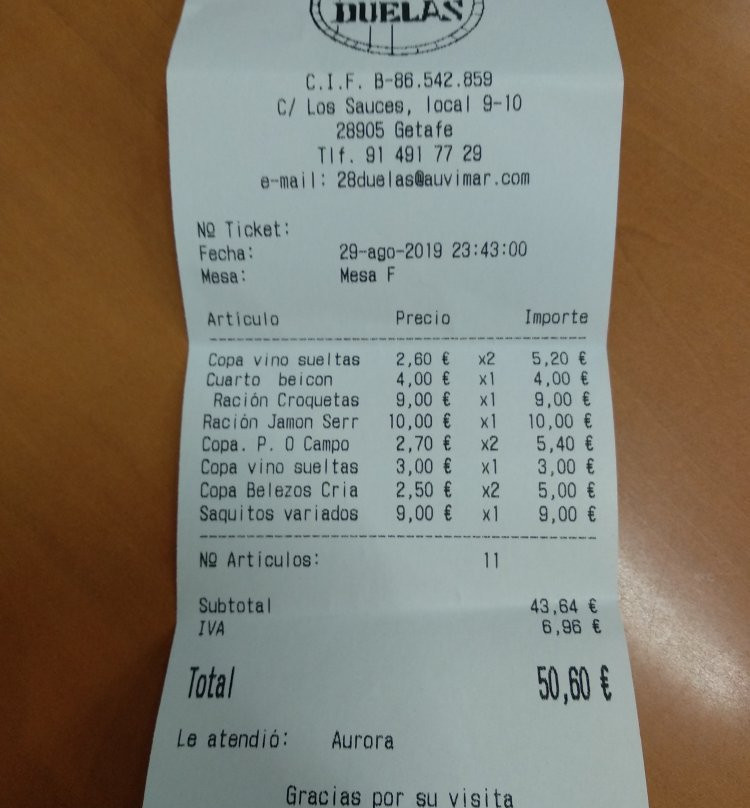 DUELAS
C.I.F. B-86.542.859
C/ Los Sauces, local 9-10
28905 Getafe
Tlf. 91 491 77 29
e-mail: 28duelas@auvimar.com
Nº Ticket:
Fecha: 29-ago-2019 23:43:00
Mesa: Mesa F
Artículo Precio Importe
Copa vino sueltas 2,60 € x2 5,20 €
Cuarto beicon 4,00 € x1 4,00 €
Ración Croquetas 9,00 € x1 9,00 €
Ración Jamon Serr 10,00 € x1 10,00 €
Copa. P. O Campo 2,70 € x2 5,40 €
Copa vino sueltas 3,00 € x1 3,00 €
Copa Belezos Cria 2,50 € x2 5,00 €
Saquitos variados 9,00 € x1 9,00 €
Nº Artículos: 11
Subtotal 43,64 €
IVA 6,96 €
Total 50,60 €
Le atendió: Aurora
Gracias por su visita